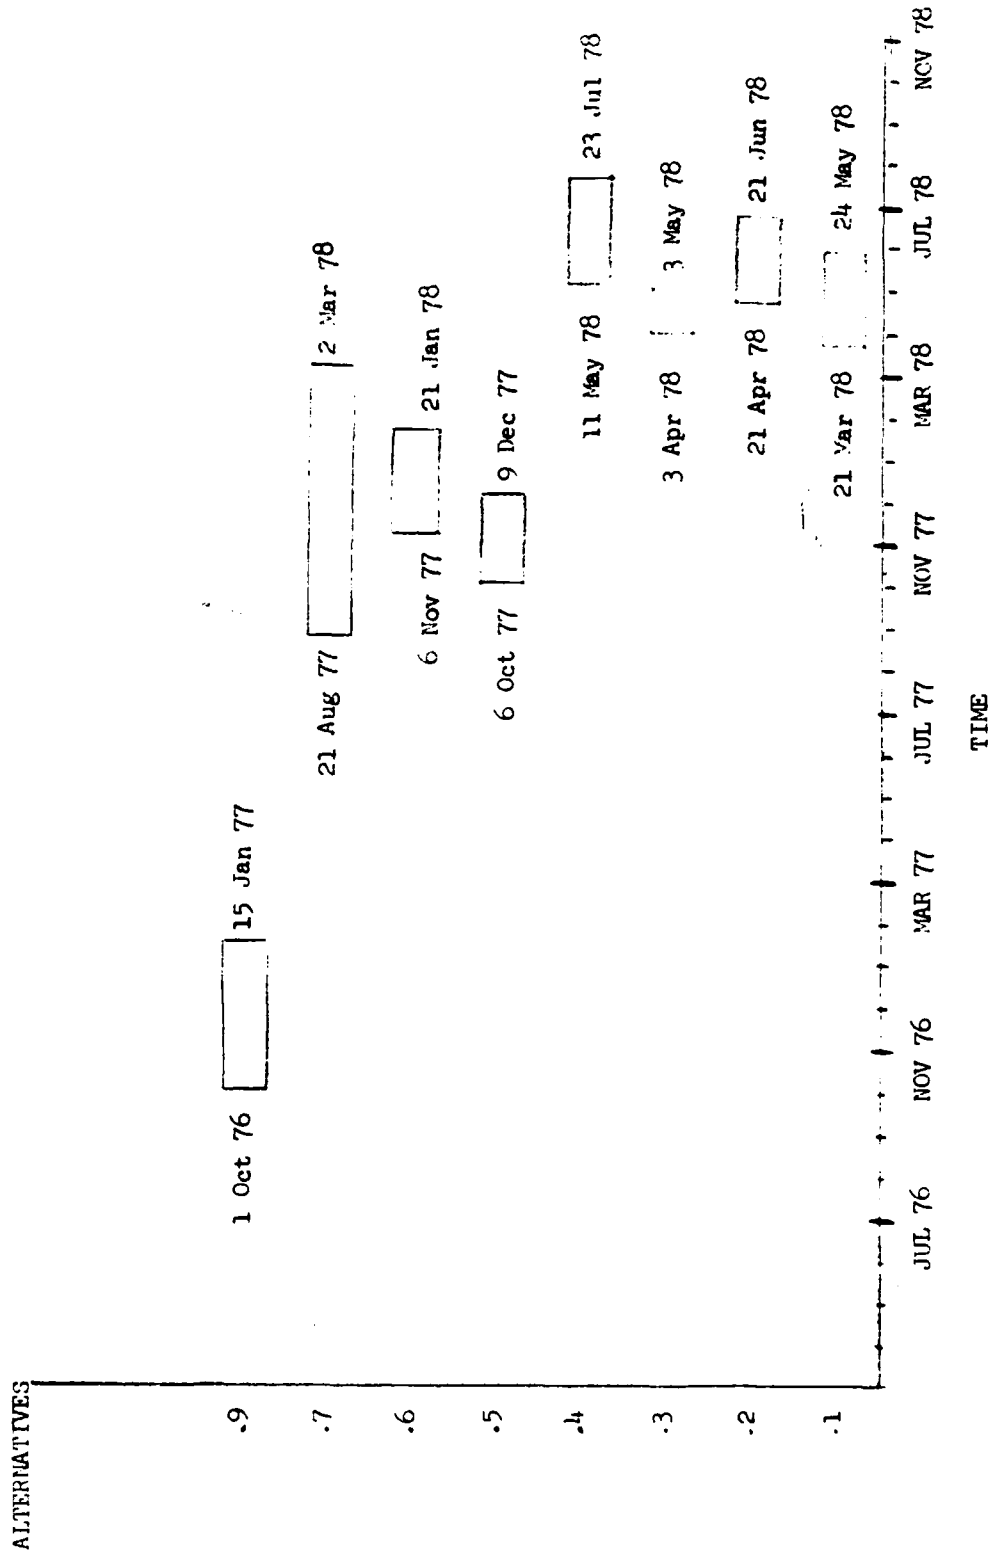 ALTERNATIVES
.9 1 Oct 76 15 Jan 77
.7 21 Aug 77 2 Mar 78
.6 6 Nov 77 21 Jan 78
.5 6 Oct 77 9 Dec 77
.4 11 May 78 23 Jul 78
.3 3 Apr 78 3 May 78
.2 21 Apr 78 21 Jun 78
.1 21 Mar 78 24 May 78
JUL 76 NOV 76 MAR 77 JUL 77 NOV 77 MAR 78 JUL 78 NOV 78
TIME